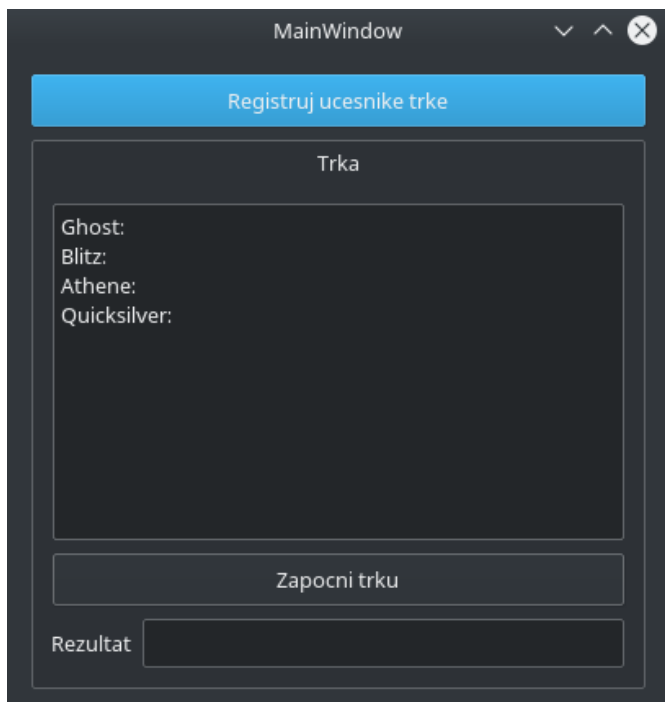 MainWindow
Registruj ucesnike trke
Trka
Ghost:
Blitz:
Athene:
Quicksilver:
Zapocni trku
Rezultat